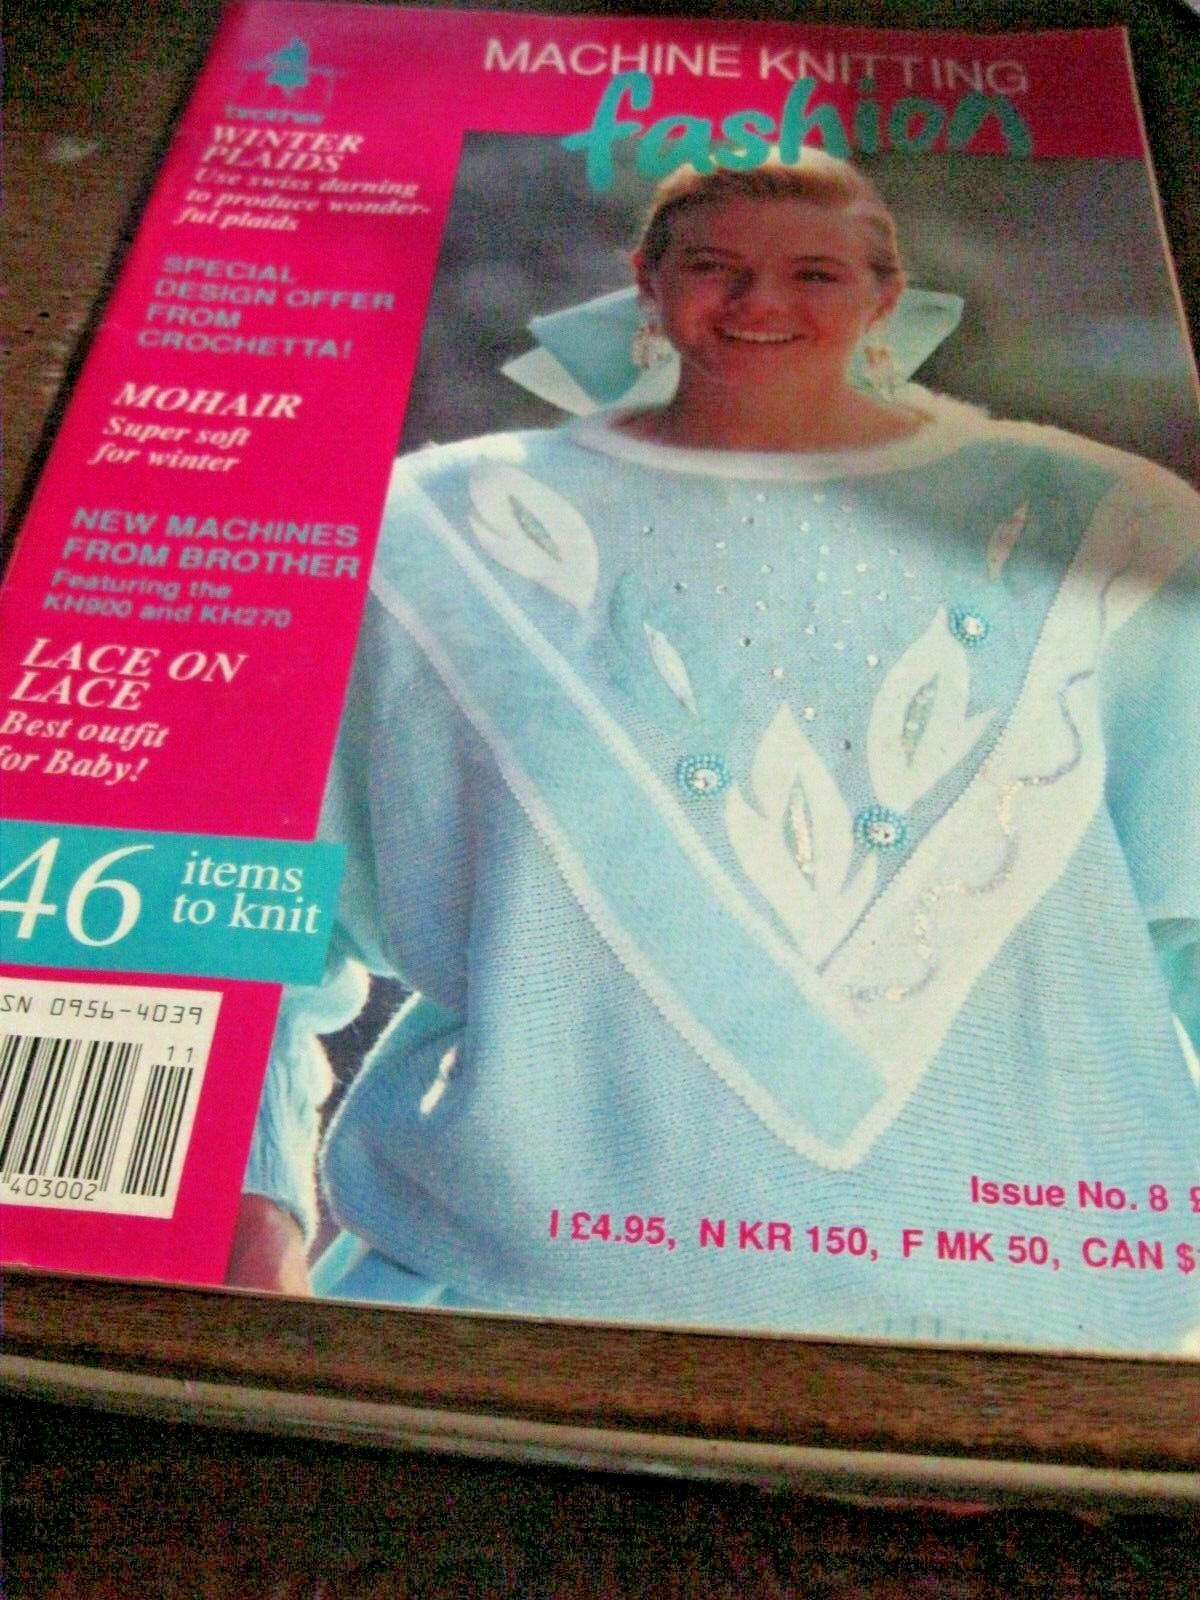 MACHINE KNITTING
fashion
brother
WINTER
PLAIDS
Use swiss darning
to produce wonder-
ful plaids
SPECIAL
DESIGN OFFER
FROM
CROCHETTA!
MOHAIR
Super soft
for winter
NEW MACHINES
FROM BROTHER
Featuring the
KH900 and KH270
LACE ON
LACE
Best outfit
for Baby!
46 items
to knit
SN 0956-4039
11
403002
Issue No. 8 £
I £4.95, N KR 150, F MK 50, CAN $